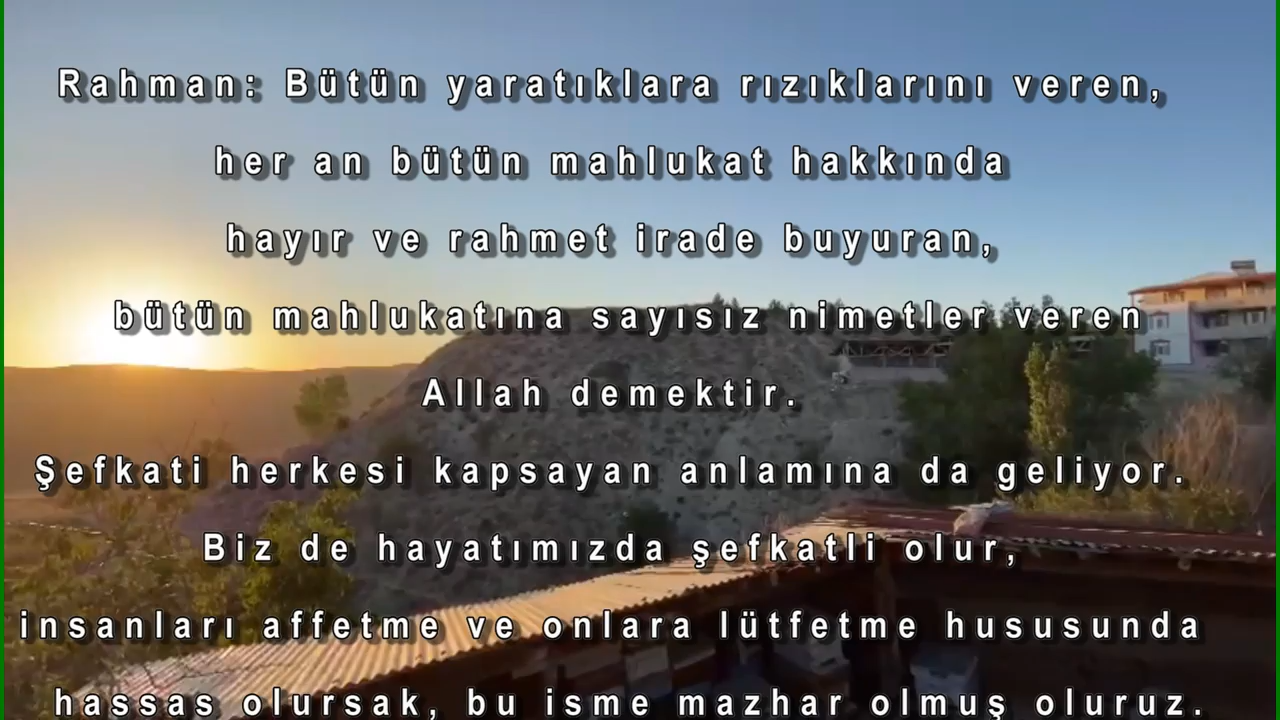 Rahman: Bütün yaratıklara rızıklarını veren,
her an bütün mahlukat hakkında
hayır ve rahmet irade buyuran,
bütün mahlukatına sayısız nimetler veren
Allah demektir.
Şefkati herkesi kapsayan anlamına da geliyor.
Biz de hayatımızda şefkatli olur,
insanları affetme ve onlara lütfetme hususunda
hassas olursak, bu isme mazhar olmuş oluruz.